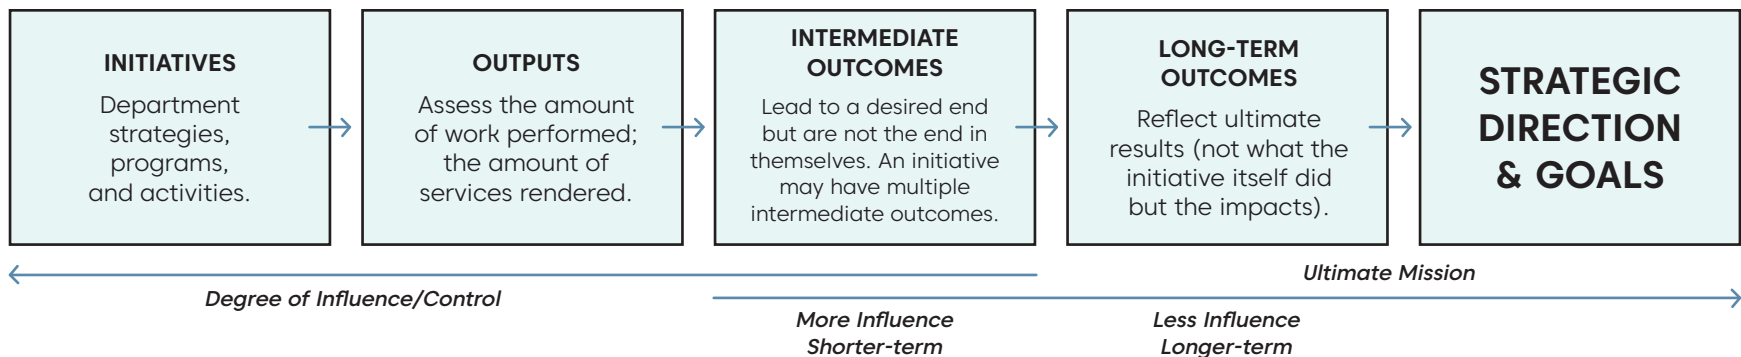 INITIATIVES
Department
strategies,
programs,
and activities.
OUTPUTS
Assess the amount
of work performed;
the amount of
services rendered.
INTERMEDIATE
OUTCOMES
Lead to a desired end
but are not the end in
themselves. An initiative
may have multiple
intermediate outcomes.
LONG-TERM
OUTCOMES
Reflect ultimate
results (not what the
initiative itself did
but the impacts).
STRATEGIC
DIRECTION
& GOALS
Degree of Influence/Control
Ultimate Mission
More Influence
Shorter-term
Less Influence
Longer-term